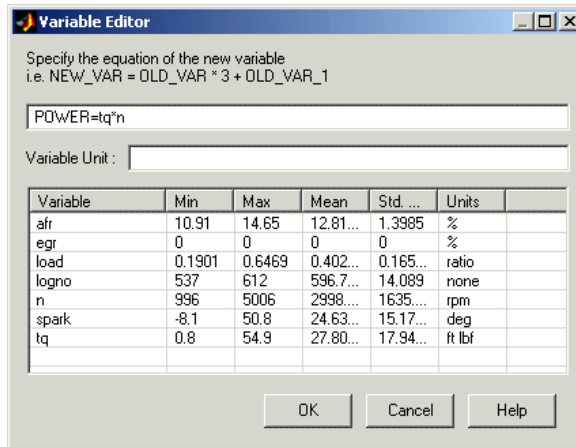 Variable Editor
Specify the equation of the new variable
i.e. NEW_VAR = OLD_VAR * 3 + OLD_VAR_1
POWER=tq*n
Variable Unit :
Variable Min Max Mean Std. ... Units
afr 10.91 14.65 12.81... 1.3985 %
egr 0 0 0 0 %
load 0.1901 0.6469 0.402... 0.165... ratio
logno 537 612 596.7... 14.089 none
n 996 5006 2998.... 1635.... rpm
spark -8.1 50.8 24.63... 15.17... deg
tq 0.8 54.9 27.80... 17.94... ft lbf
OK Cancel Help